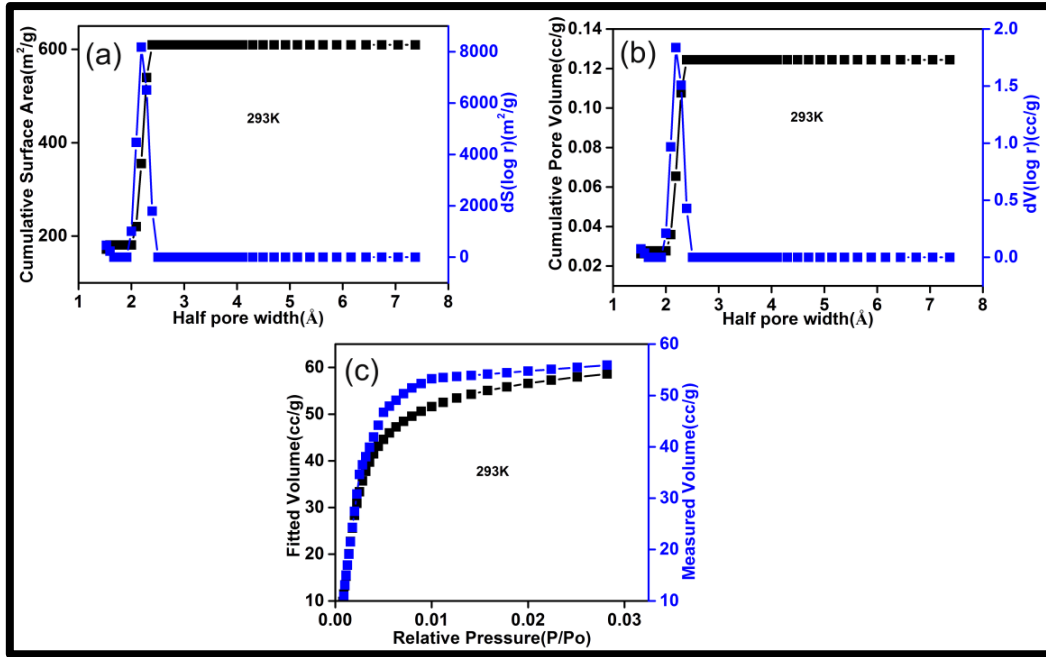 (a)
Cumulative Surface Area(m²/g)
600
400
200
293K
8000
6000
4000
2000
0
dS(log r)(m²/g)
1 2 3 4 5 6 7 8
Half pore width(Å)
(b)
Cumulative Pore Volume(cc/g)
0.14
0.12
0.10
0.08
0.06
0.04
0.02
293K
2.0
1.5
1.0
0.5
0.0
dV(log r)(cc/g)
1 2 3 4 5 6 7 8
Half pore width(Å)
(c)
Fitted Volume(cc/g)
60
50
40
30
20
10
293K
60
50
40
30
20
10
Measured Volume(cc/g)
0.00 0.01 0.02 0.03
Relative Pressure(P/Po)